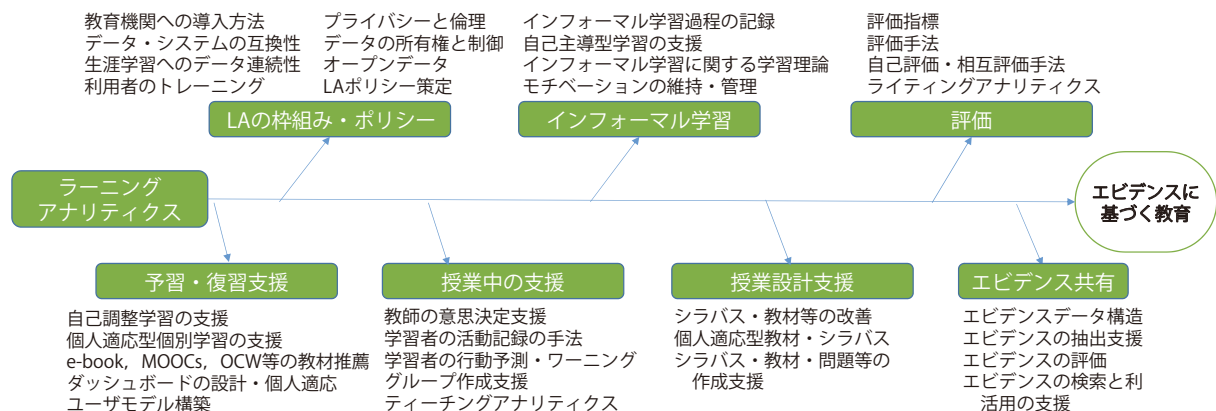 教育機関への導入方法
データ・システムの互換性
生涯学習へのデータ連続性
利用者のトレーニング
プライバシーと倫理
データの所有権と制御
オープンデータ
LAポリシー策定
LAの枠組み・ポリシー
インフォーマル学習過程の記録
自己主導型学習の支援
インフォーマル学習に関する学習理論
モチベーションの維持・管理
インフォーマル学習
評価指標
評価手法
自己評価・相互評価手法
ライティングアナリティクス
評価
ラーニング
アナリティクス
エビデンスに
基づく教育
予習・復習支援
自己調整学習の支援
個人適応型個別学習の支援
e-book, MOOCs, OCW等の教材推薦
ダッシュボードの設計・個人適応
ユーザモデル構築
授業中の支援
教師の意思決定支援
学習者の活動記録の手法
学習者の行動予測・ワーニング
グループ作成支援
ティーチングアナリティクス
授業設計支援
シラバス・教材等の改善
個人適応型教材・シラバス
シラバス・教材・問題等の
作成支援
エビデンス共有
エビデンスデータ構造
エビデンスの抽出支援
エビデンスの評価
エビデンスの検索と利
活用の支援